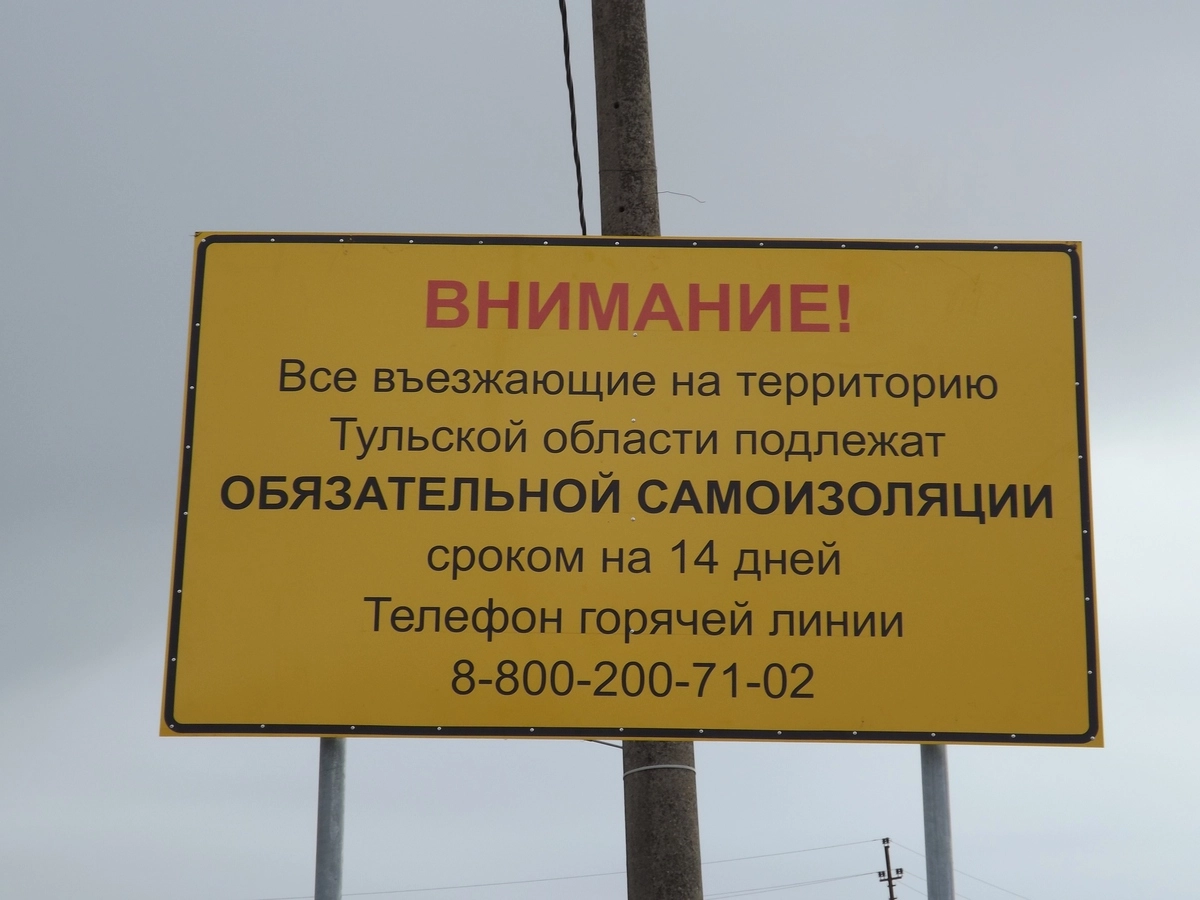 ВНИМАНИЕ!
Все въезжающие на территорию
Тульской области подлежат
ОБЯЗАТЕЛЬНОЙ САМОИЗОЛЯЦИИ
сроком на 14 дней
Телефон горячей линии
8-800-200-71-02